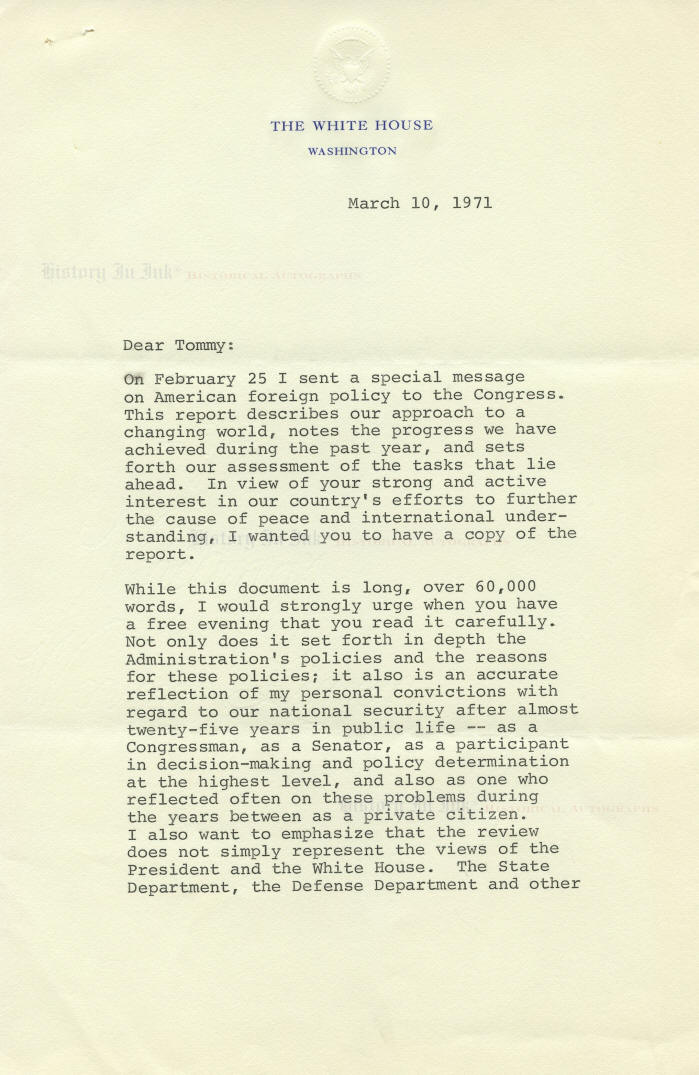 THE WHITE HOUSE
WASHINGTON
March 10, 1971
History In Ink® HISTORICAL AUTOGRAPHS
Dear Tommy:
On February 25 I sent a special message
on American foreign policy to the Congress.
This report describes our approach to a
changing world, notes the progress we have
achieved during the past year, and sets
forth our assessment of the tasks that lie
ahead.  In view of your strong and active
interest in our country's efforts to further
the cause of peace and international under-
standing, I wanted you to have a copy of the
report.
While this document is long, over 60,000
words, I would strongly urge when you have
a free evening that you read it carefully.
Not only does it set forth in depth the
Administration's policies and the reasons
for these policies; it also is an accurate
reflection of my personal convictions with
regard to our national security after almost
twenty-five years in public life -- as a
Congressman, as a Senator, as a participant
in decision-making and policy determination
at the highest level, and also as one who
reflected often on these problems during
the years between as a private citizen.
I also want to emphasize that the review
does not simply represent the views of the
President and the White House.  The State
Department, the Defense Department and other